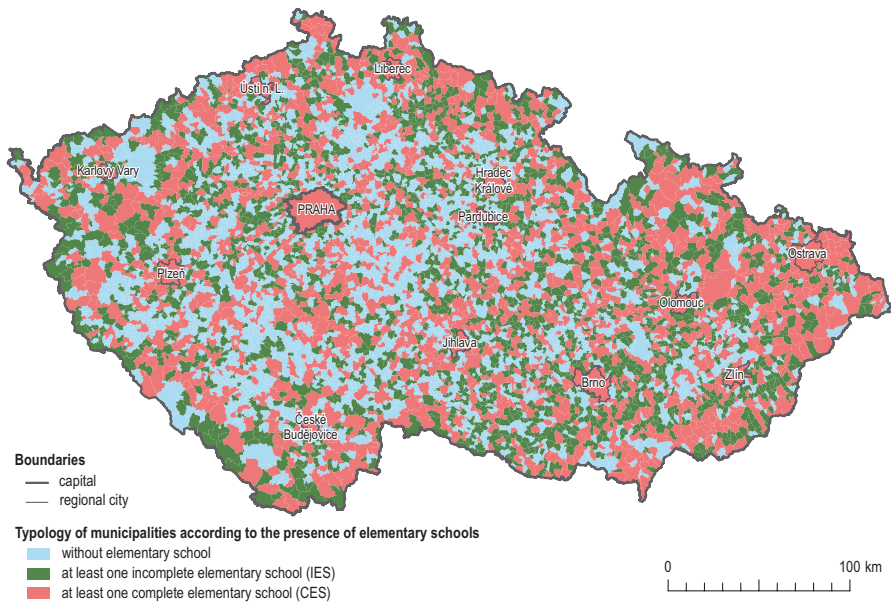 Liberec
Ústí n. L.
Karlovy Vary
Hradec
Králové
PRAHA
Pardubice
Ostrava
Plzeň
Olomouc
Jihlava
Zlín
Brno
České
Budějovice
Boundaries
capital
regional city
Typology of municipalities according to the presence of elementary schools
without elementary school
at least one incomplete elementary school (IES)
at least one complete elementary school (CES)
0 100 km